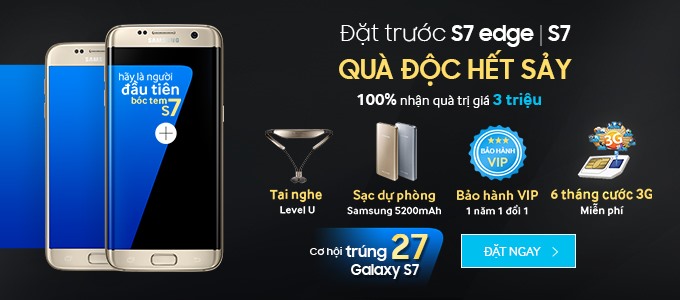 Đặt trước S7 edge | S7
QUÀ ĐỘC HẾT SẢY
100% nhận quà trị giá 3 triệu
SAMSUNG
SAMSUNG
hãy là người
đầu tiên
bóc tem
S7
Tai nghe
Level U
Sạc dự phòng
Samsung 5200mAh
BẢO HÀNH
VIP
Bảo hành VIP
1 năm 1 đổi 1
3G
6 tháng cước 3G
Miễn phí
Cơ hội trúng 27
Galaxy S7
ĐẶT NGAY >